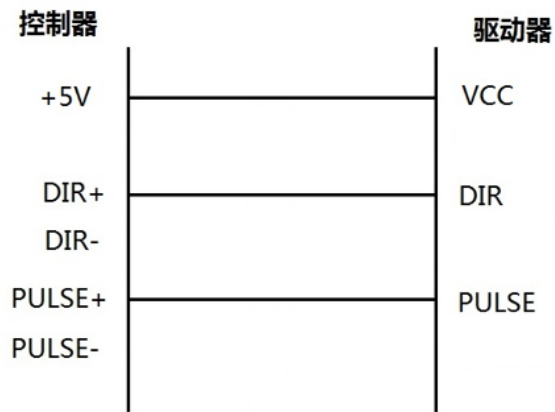 控制器 驱动器
+5V VCC
DIR+ DIR
DIR-
PULSE+ PULSE
PULSE-